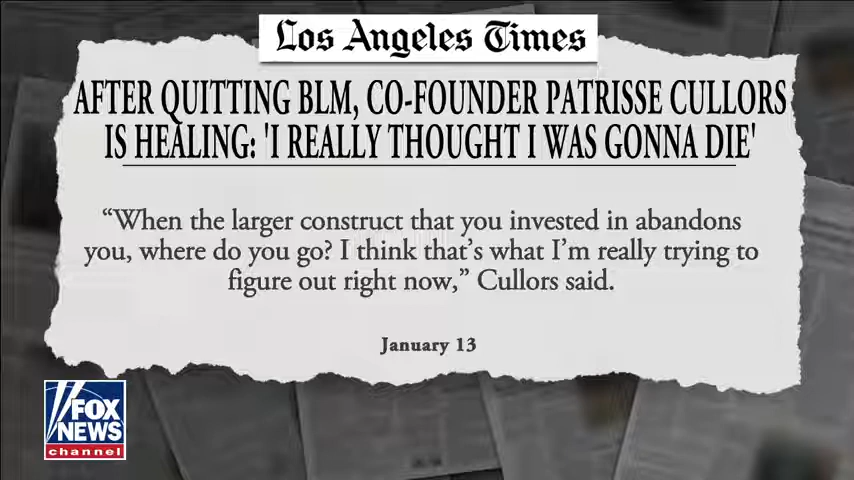 Los Angeles Times
AFTER QUITTING BLM, CO-FOUNDER PATRISSE CULLORS
IS HEALING: 'I REALLY THOUGHT I WAS GONNA DIE'
“When the larger construct that you invested in abandons
you, where do you go? I think that’s what I’m really trying to
figure out right now,” Cullors said.
January 13
FOX
NEWS
channel